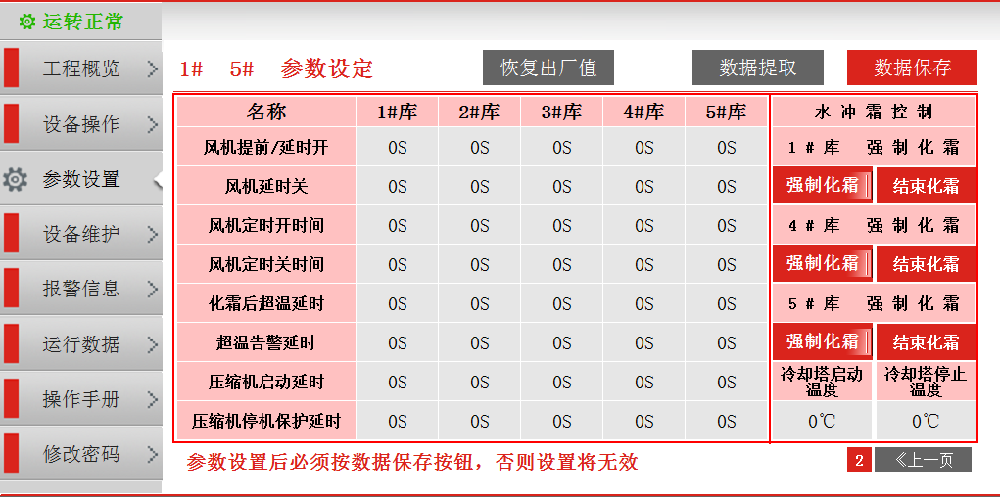 运转正常
工程概览
设备操作
参数设置
设备维护
报警信息
运行数据
操作手册
修改密码
1#--5# 参数设定
恢复出厂值
数据提取
数据保存
名称 1#库 2#库 3#库 4#库 5#库
风机提前/延时开 0S 0S 0S 0S 0S
风机延时关 0S 0S 0S 0S 0S
风机定时开时间 0S 0S 0S 0S 0S
风机定时关时间 0S 0S 0S 0S 0S
化霜后超温延时 0S 0S 0S 0S 0S
超温告警延时 0S 0S 0S 0S 0S
压缩机启动延时 0S 0S 0S 0S 0S
压缩机停机保护延时 0S 0S 0S 0S 0S
水冲霜控制
1#库 强制化霜
强制化霜 结束化霜
4#库 强制化霜
强制化霜 结束化霜
5#库 强制化霜
强制化霜 结束化霜
冷却塔启动
温度
冷却塔停止
温度
0℃ 0℃
参数设置后必须按数据保存按钮，否则设置将无效
2 《上一页